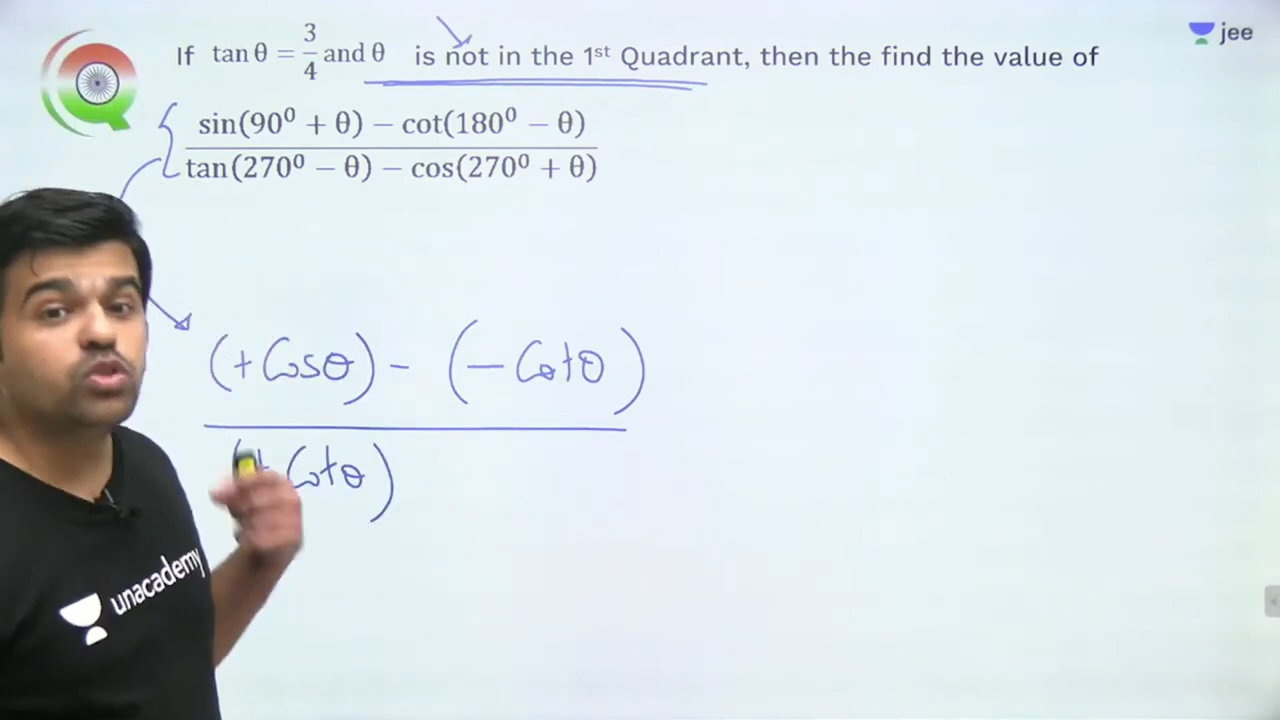 jee
If tan θ = 3/4 and θ is not in the 1st Quadrant, then the find the value of
sin(90⁰ + θ) − cot(180⁰ − θ)
tan(270⁰ − θ) − cos(270⁰ + θ)
(+ Cosθ) − (− Cotθ)
(+ Cotθ)
unacademy